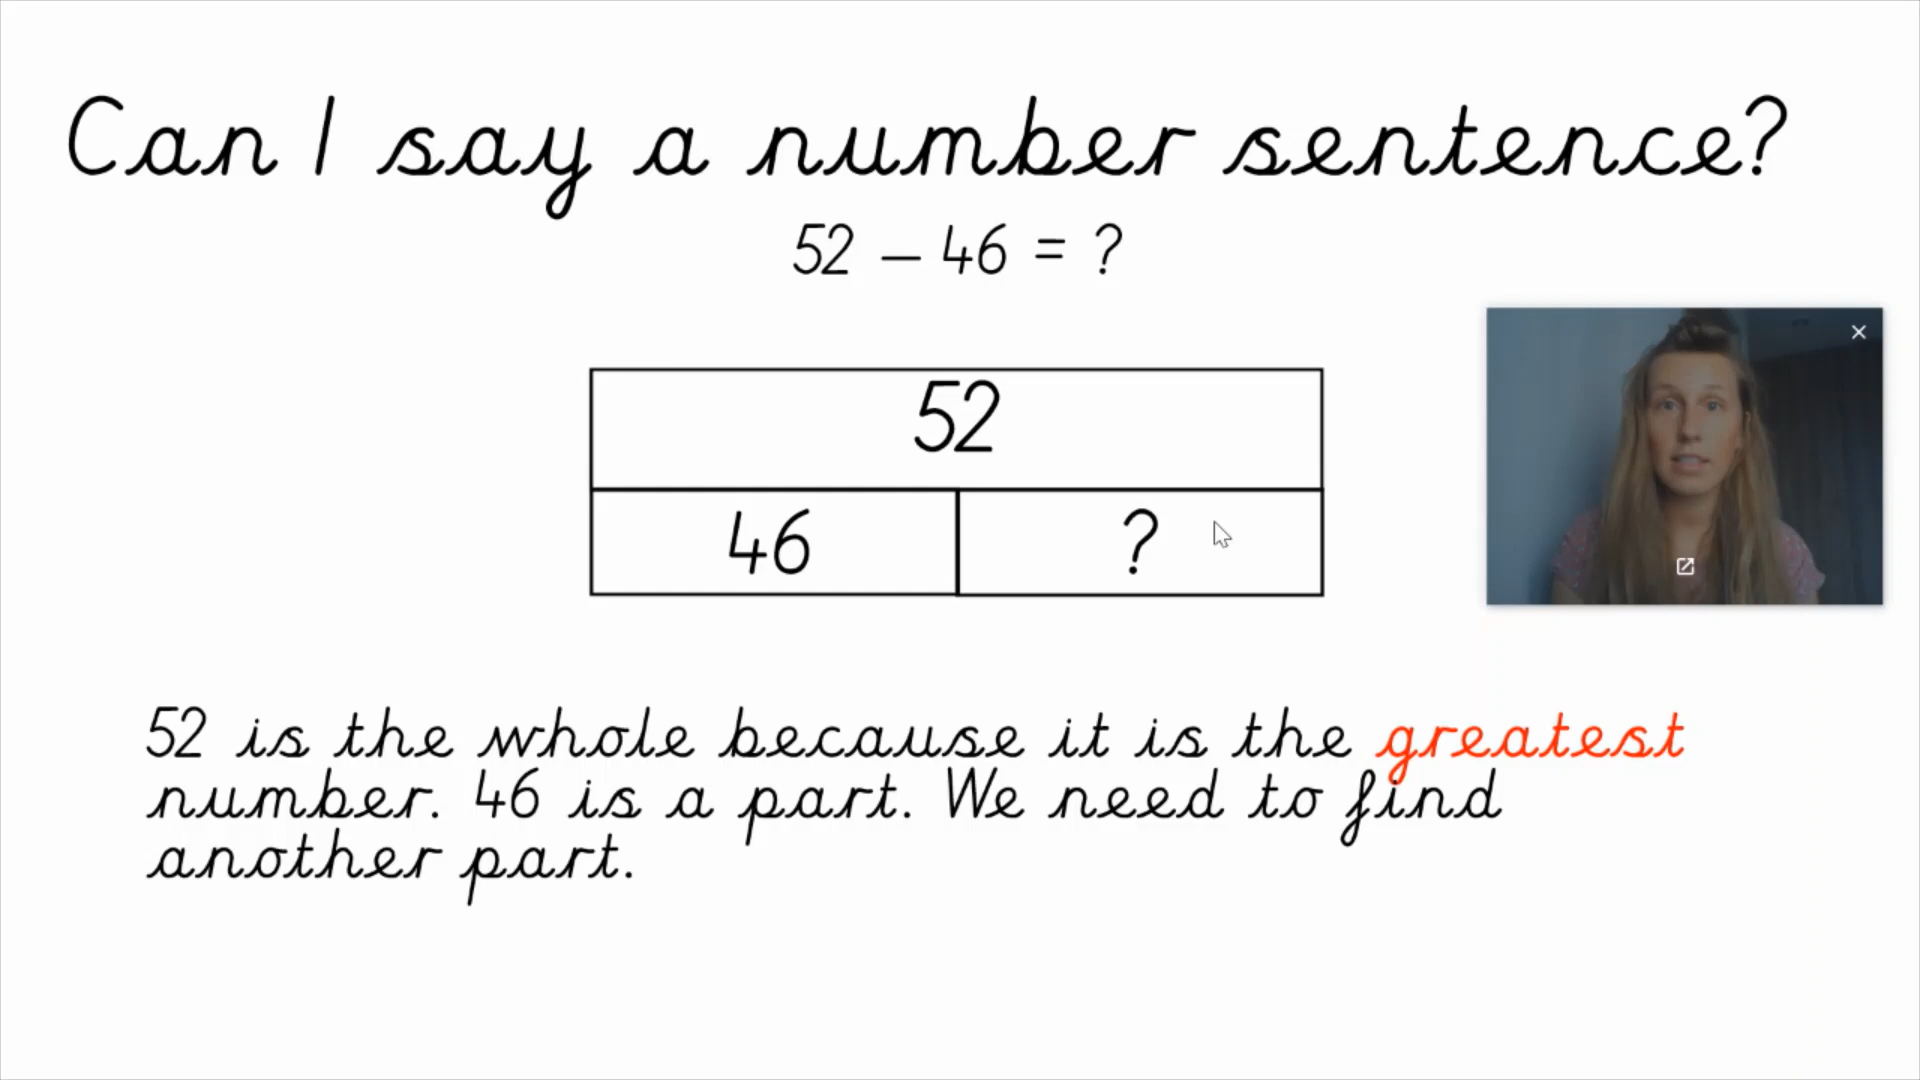 Can I say a number sentence?
52 – 46 = ?
52
46 ?
52 is the whole because it is the greatest
number. 46 is a part. We need to find
another part.